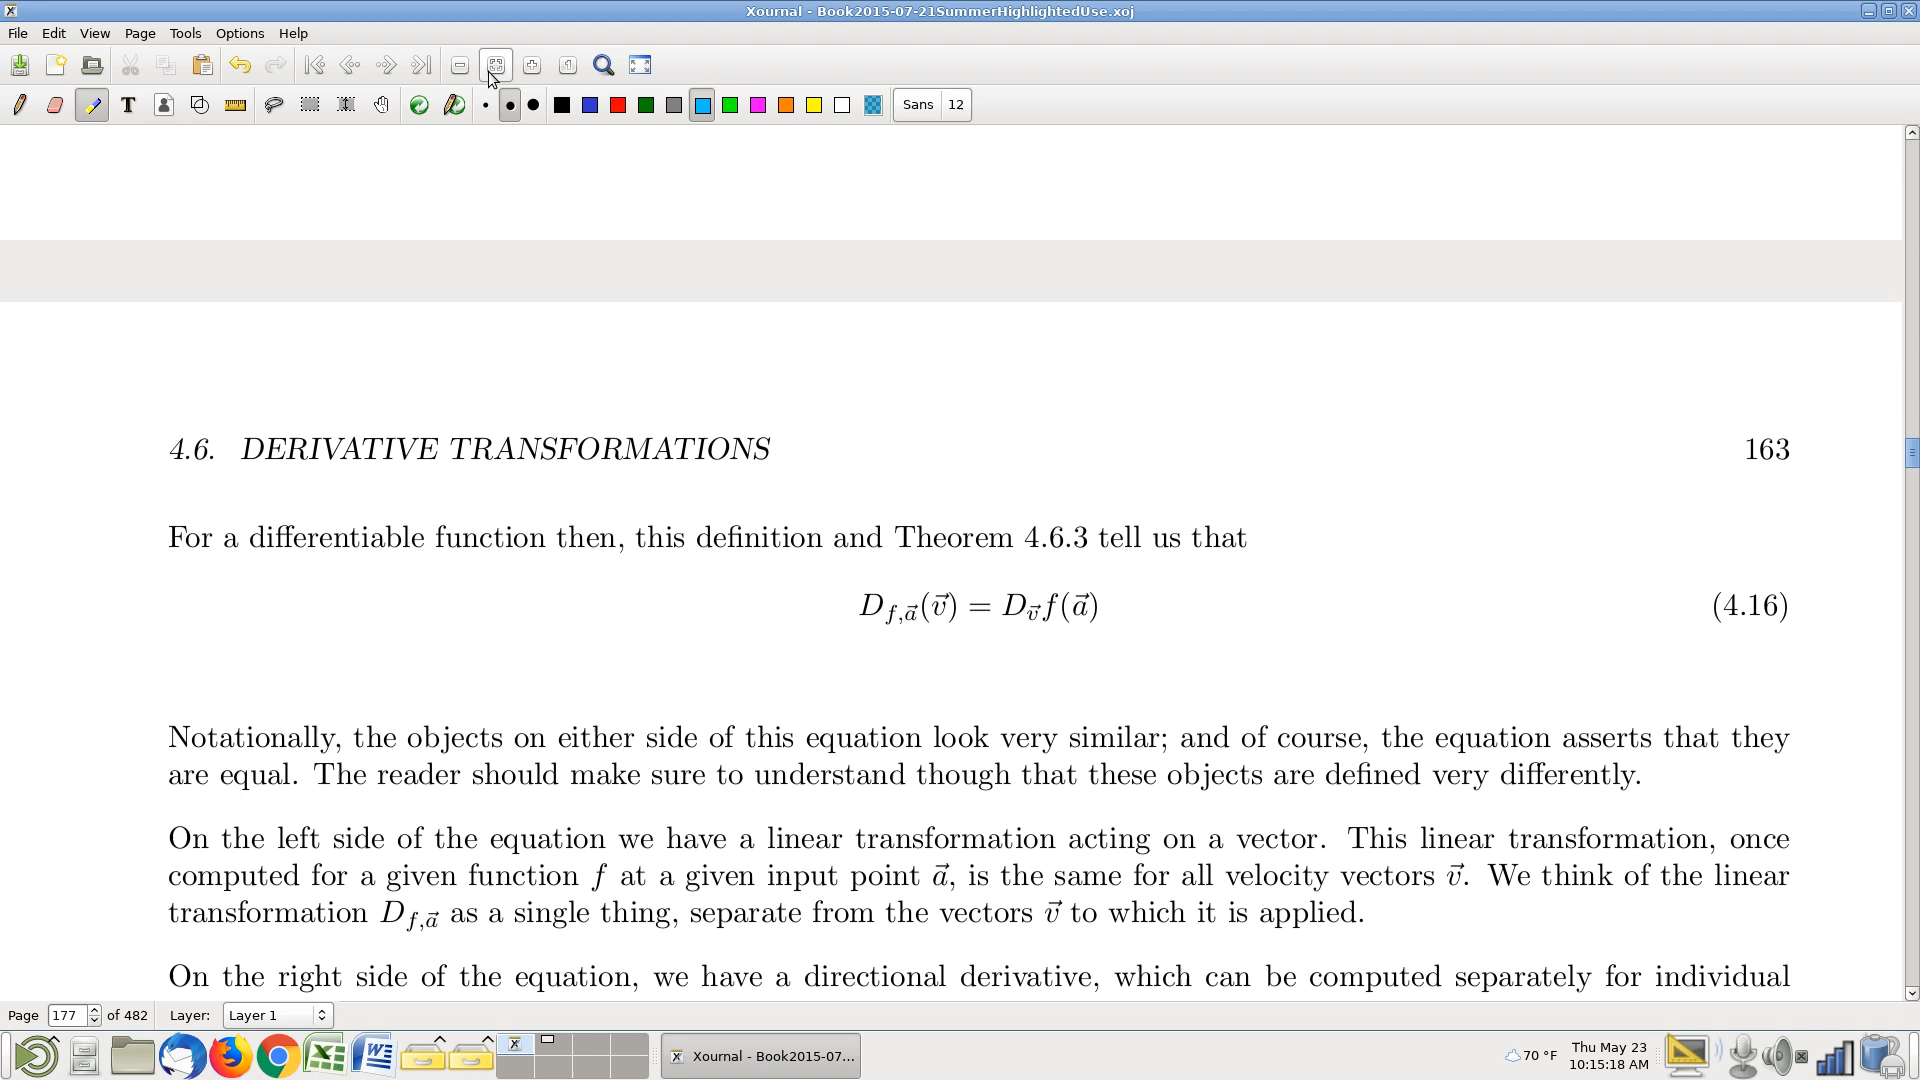 Xournal - Book2015-07-21SummerHighlightedUse.xoj
File Edit View Page Tools Options Help
Sans 12
4.6. DERIVATIVE TRANSFORMATIONS 163
For a differentiable function then, this definition and Theorem 4.6.3 tell us that
D_{f,\vec{a}}(\vec{v}) = D_{\vec{v}}f(\vec{a}) (4.16)
Notationally, the objects on either side of this equation look very similar; and of course, the equation asserts that they
are equal. The reader should make sure to understand though that these objects are defined very differently.
On the left side of the equation we have a linear transformation acting on a vector. This linear transformation, once
computed for a given function f at a given input point \vec{a}, is the same for all velocity vectors \vec{v}. We think of the linear
transformation D_{f,\vec{a}} as a single thing, separate from the vectors \vec{v} to which it is applied.
On the right side of the equation, we have a directional derivative, which can be computed separately for individual
Page 177 of 482 Layer: Layer 1
Xournal - Book2015-07...
70 °F
Thu May 23
10:15:18 AM